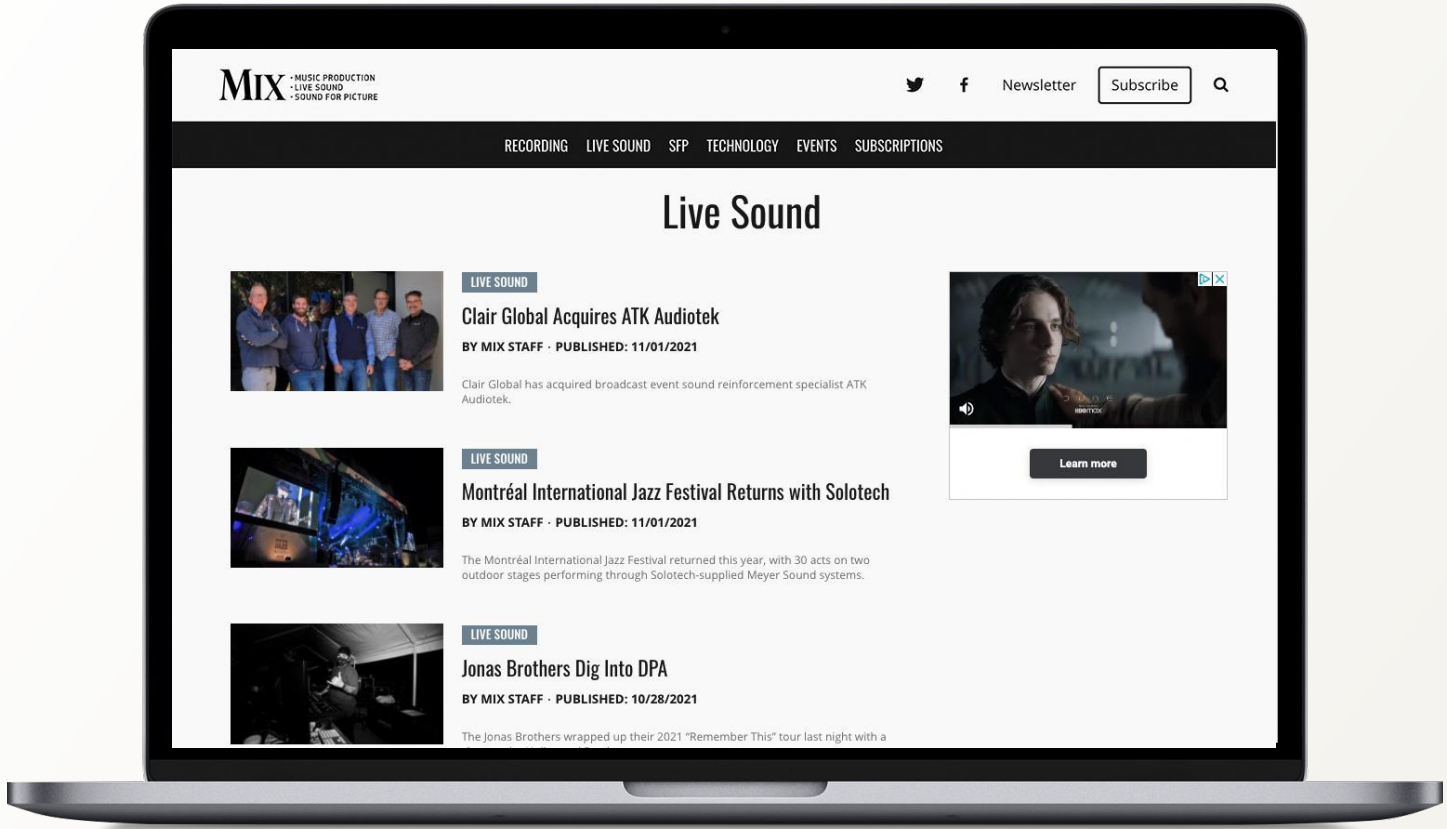 MIX
· MUSIC PRODUCTION
· LIVE SOUND
· SOUND FOR PICTURE
Newsletter
Subscribe
RECORDING LIVE SOUND SFP TECHNOLOGY EVENTS SUBSCRIPTIONS
Live Sound
LIVE SOUND
Clair Global Acquires ATK Audiotek
BY MIX STAFF · PUBLISHED: 11/01/2021
Clair Global has acquired broadcast event sound reinforcement specialist ATK
Audiotek.
DUNE
HBOmax
Learn more
LIVE SOUND
Montréal International Jazz Festival Returns with Solotech
BY MIX STAFF · PUBLISHED: 11/01/2021
The Montréal International Jazz Festival returned this year, with 30 acts on two
outdoor stages performing through Solotech-supplied Meyer Sound systems.
LIVE SOUND
Jonas Brothers Dig Into DPA
BY MIX STAFF · PUBLISHED: 10/28/2021
The Jonas Brothers wrapped up their 2021 “Remember This” tour last night with a